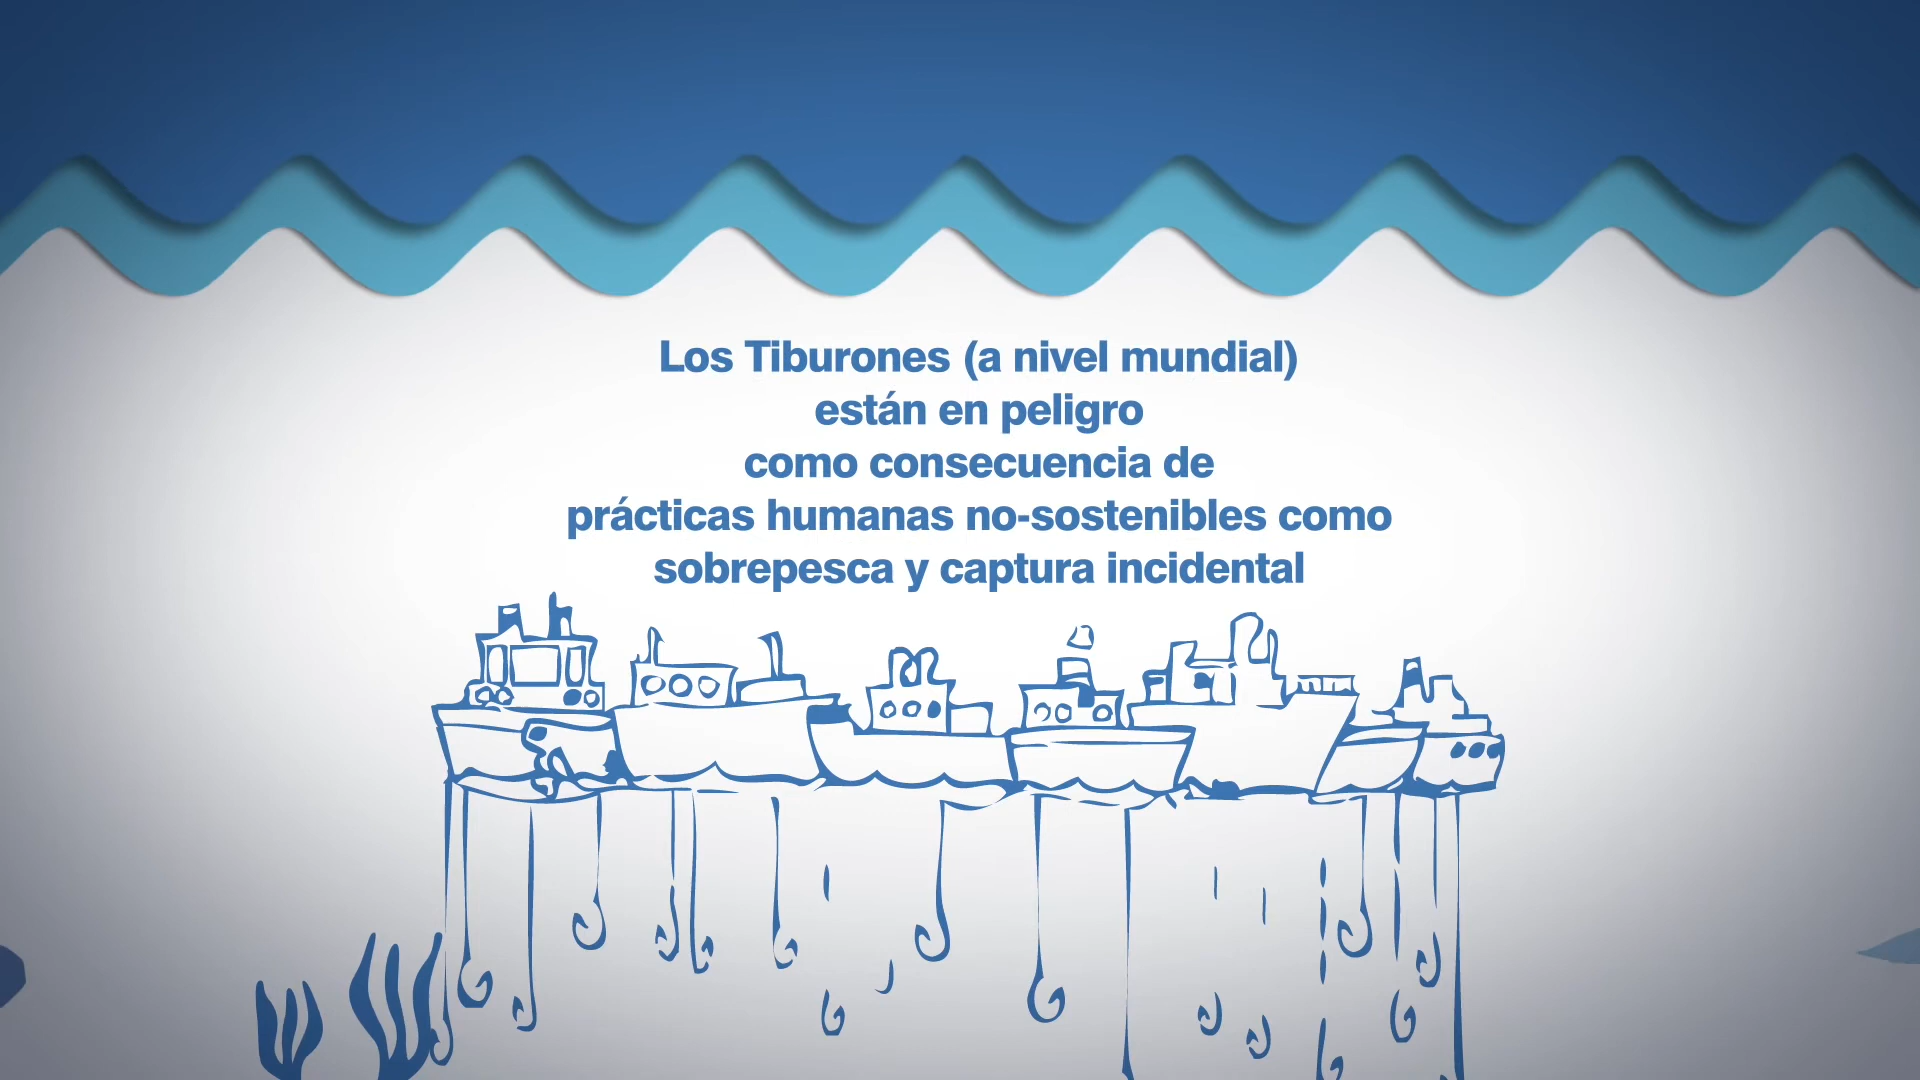 Los Tiburones (a nivel mundial)
están en peligro
como consecuencia de
prácticas humanas no-sostenibles como
sobrepesca y captura incidental